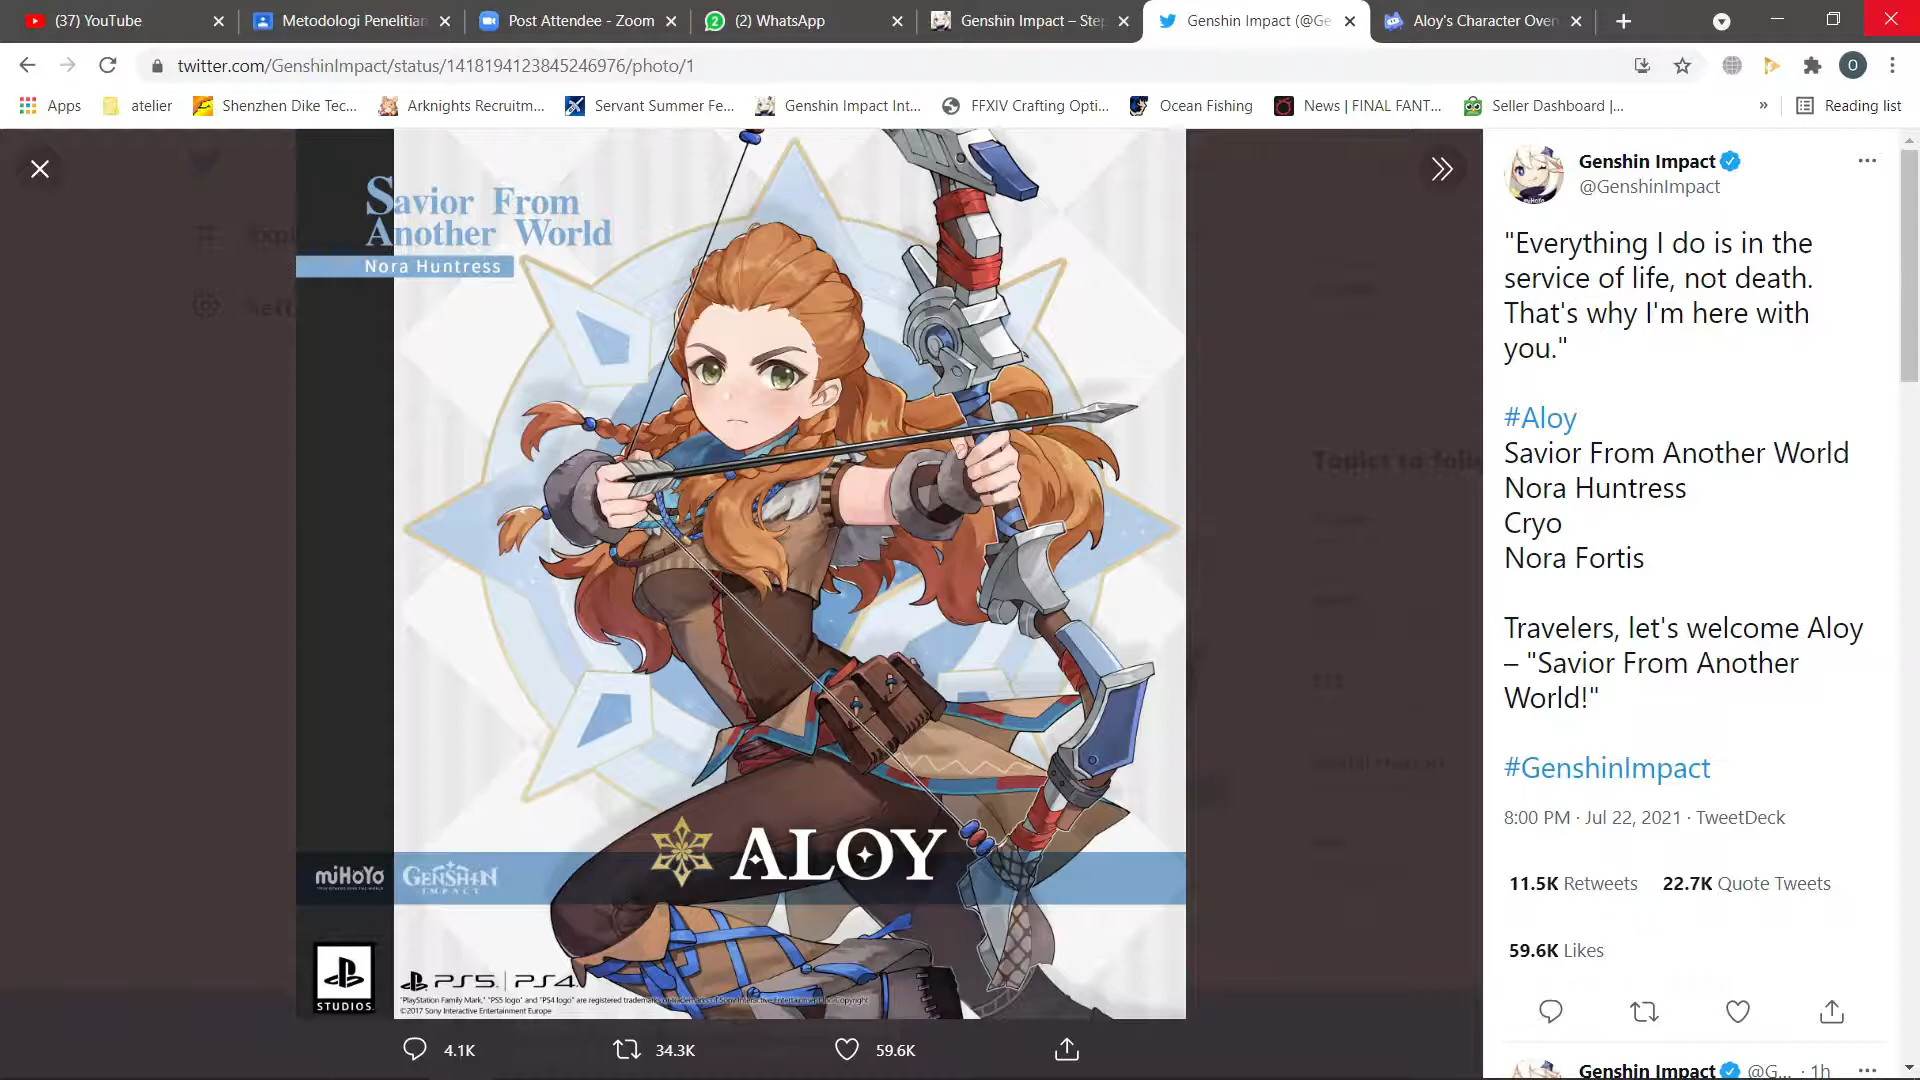 (37) YouTube
Metodologi Penelitian
Post Attendee - Zoom
(2) WhatsApp
Genshin Impact – Step
Genshin Impact (@Ge
Aloy's Character Over
twitter.com/GenshinImpact/status/1418194123845246976/photo/1
O
Apps
atelier
Shenzhen Dike Tec...
Arknights Recruitm...
Servant Summer Fe...
Genshin Impact Int...
FFXIV Crafting Opti...
Ocean Fishing
News | FINAL FANT...
Seller Dashboard |...
»
Reading list
Savior From
Another World
Nora Huntress
ALOY
miHoYo
GENSHIN
IMPACT
STUDIOS
PS5 | PS4
©2017 Sony Interactive Entertainment Europe
4.1K
34.3K
59.6K
Genshin Impact
@GenshinImpact
"Everything I do is in the
service of life, not death.
That's why I'm here with
you."
#Aloy
Savior From Another World
Nora Huntress
Cryo
Nora Fortis
Travelers, let's welcome Aloy
– "Savior From Another
World!"
#GenshinImpact
8:00 PM · Jul 22, 2021 · TweetDeck
11.5K Retweets 22.7K Quote Tweets
59.6K Likes
Genshin Impact @G... · 1h